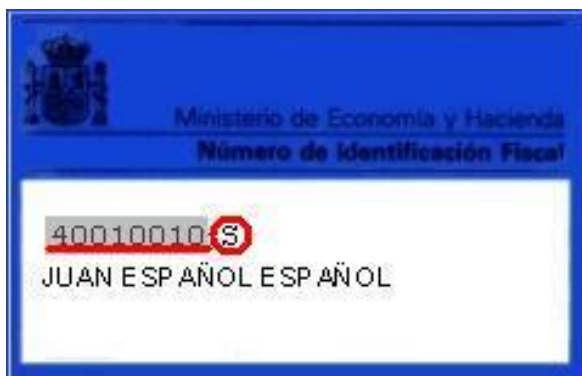 Ministerio de Economía y Hacienda
Número de Identificación Fiscal
40010010 S
JUAN ESPAÑOL ESPAÑOL